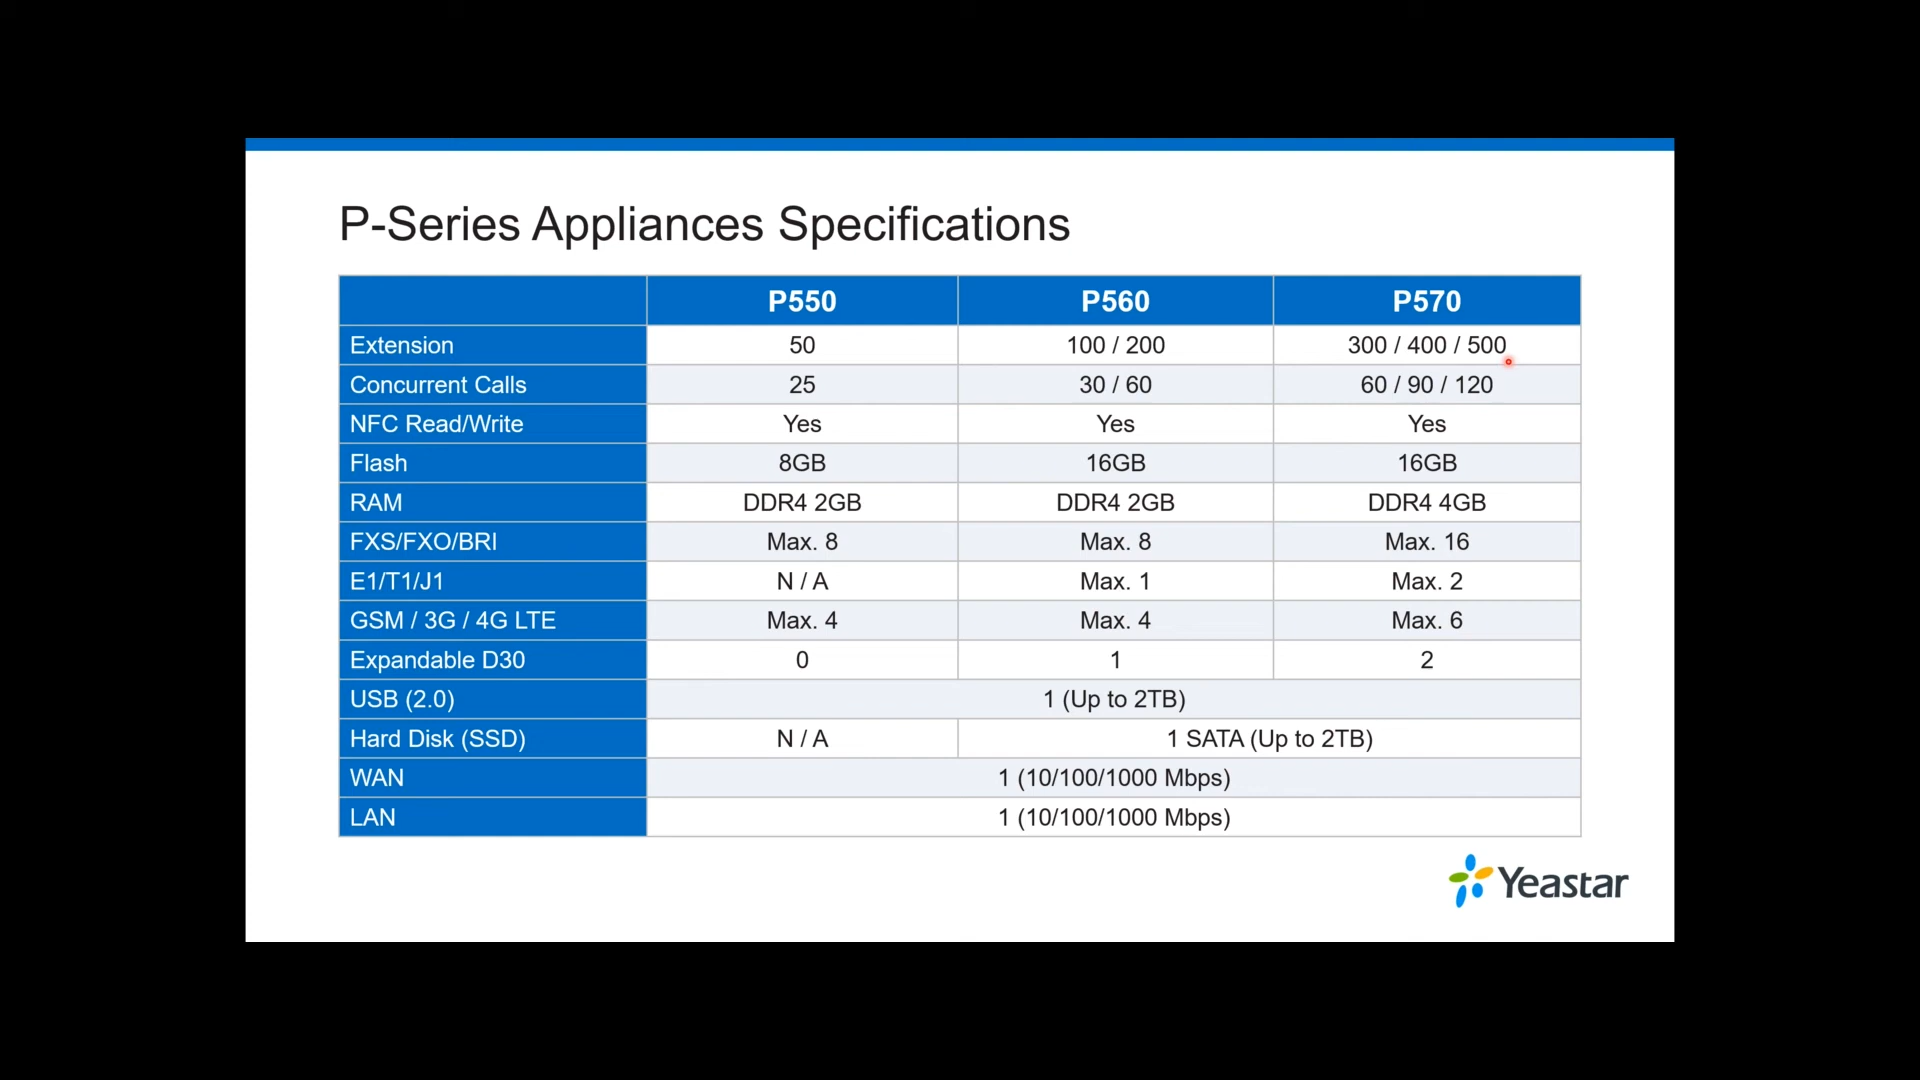 P-Series Appliances Specifications
P550 P560 P570
Extension 50 100 / 200 300 / 400 / 500
Concurrent Calls 25 30 / 60 60 / 90 / 120
NFC Read/Write Yes Yes Yes
Flash 8GB 16GB 16GB
RAM DDR4 2GB DDR4 2GB DDR4 4GB
FXS/FXO/BRI Max. 8 Max. 8 Max. 16
E1/T1/J1 N / A Max. 1 Max. 2
GSM / 3G / 4G LTE Max. 4 Max. 4 Max. 6
Expandable D30 0 1 2
USB (2.0) 1 (Up to 2TB)
Hard Disk (SSD) N / A 1 SATA (Up to 2TB)
WAN 1 (10/100/1000 Mbps)
LAN 1 (10/100/1000 Mbps)
Yeastar